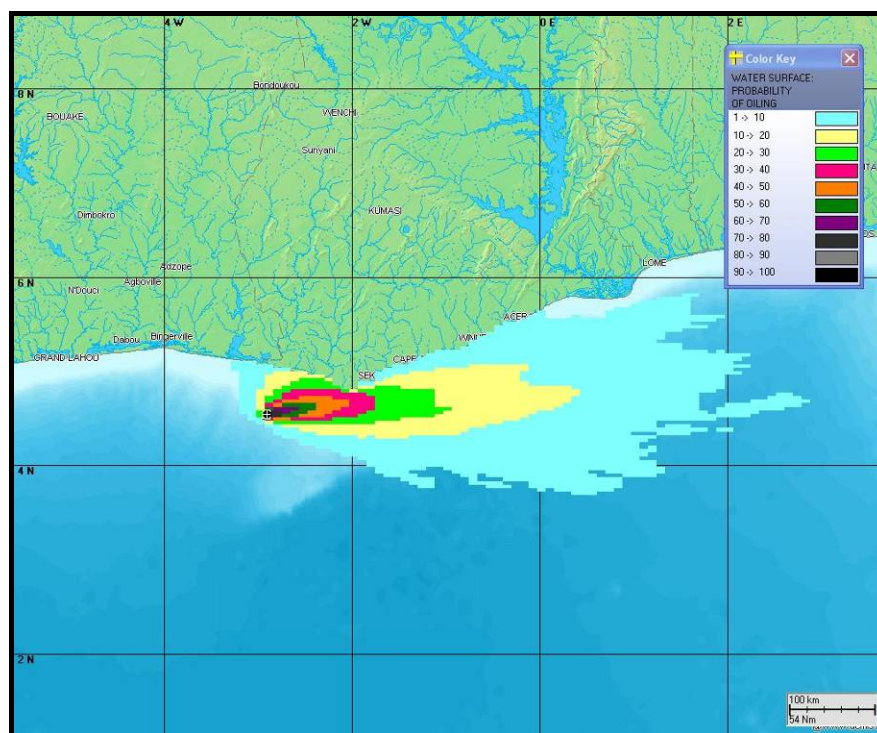 4 W
2 W
0 E
2 E
Color Key
WATER SURFACE:
PROBABILITY
OF OILING
1 -> 10
10 -> 20
20 -> 30
30 -> 40
40 -> 50
50 -> 60
60 -> 70
70 -> 80
80 -> 90
90 -> 100
8 N
Bondoukou
BOUAKE
WENCHI
Sunyani
Dimbokro
KUMASI
Adzope
6 N
Agboville
N'Douci
LOME
Dabou
Bingerville
GRAND LAHOU
CAPE
SEK
4 N
2 N
100 km
54 Nm